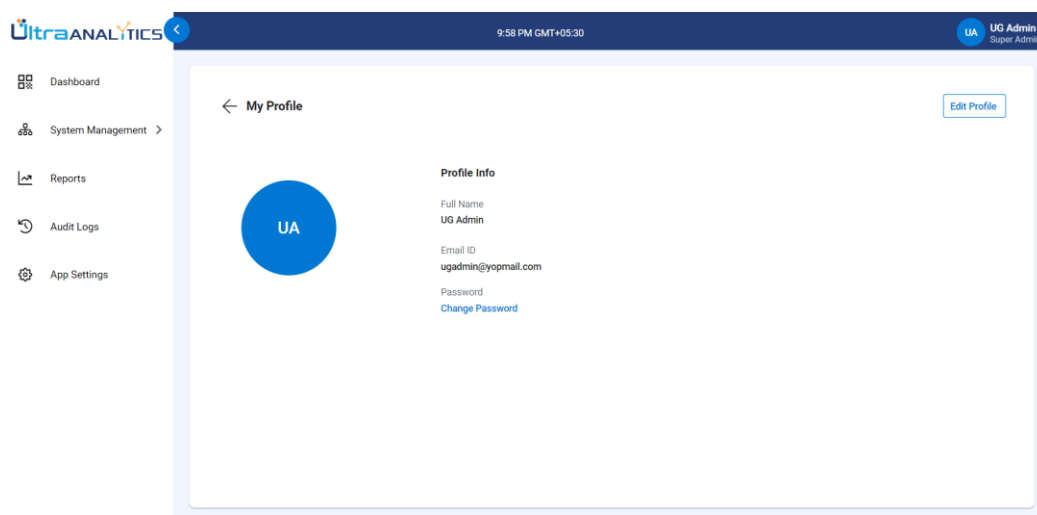 UltraANALYTICS
9:58 PM GMT+05:30
UA
UG Admin
Super Admin
Dashboard
System Management
Reports
Audit Logs
App Settings
My Profile
Edit Profile
UA
Profile Info
Full Name
UG Admin
Email ID
ugadmin@yopmail.com
Password
Change Password